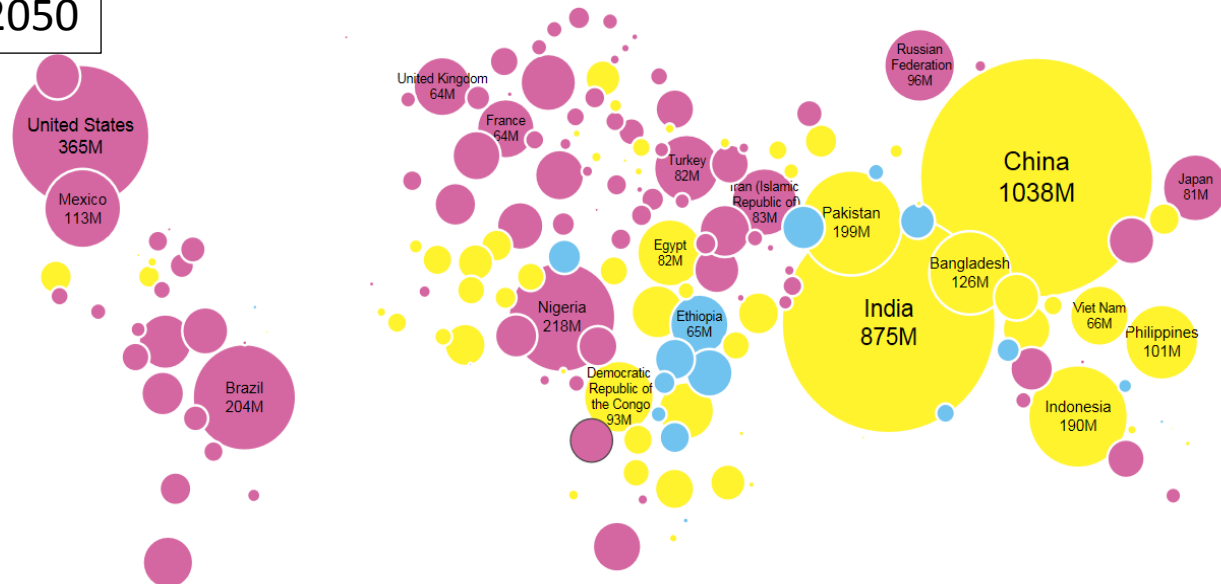 2050
United States
365M
Mexico
113M
Brazil
204M
United Kingdom
64M
France
64M
Turkey
82M
Iran (Islamic
Republic of)
83M
Egypt
82M
Nigeria
218M
Ethiopia
65M
Democratic
Republic of
the Congo
93M
Russian
Federation
96M
China
1038M
Japan
81M
Pakistan
199M
Bangladesh
126M
India
875M
Viet Nam
66M
Philippines
101M
Indonesia
190M